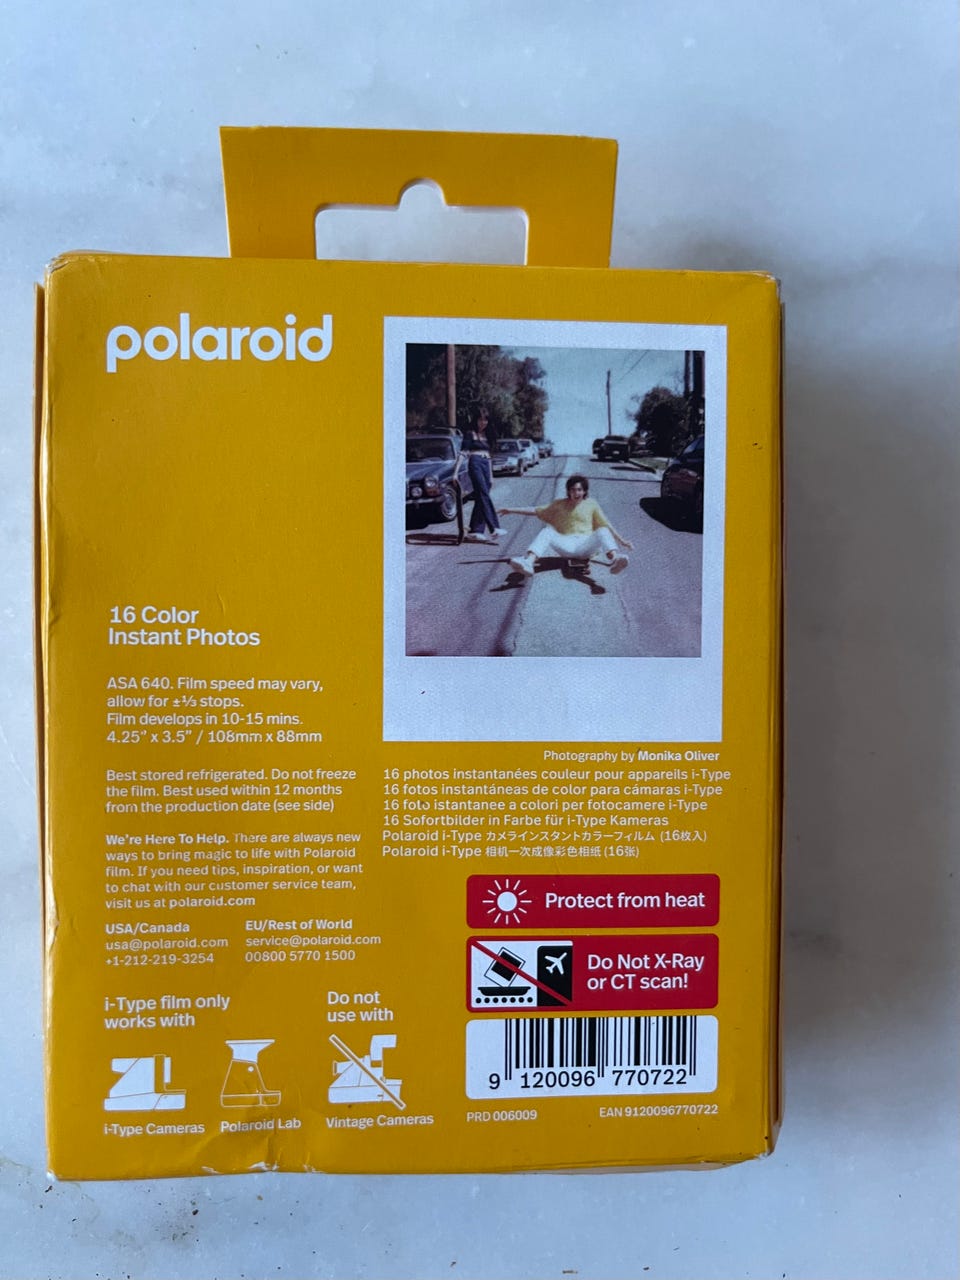 polaroid
16 Color
Instant Photos
ASA 640. Film speed may vary,
allow for ±⅓ stops.
Film develops in 10-15 mins.
4.25" x 3.5" / 108mm x 88mm
Best stored refrigerated. Do not freeze
the film. Best used within 12 months
from the production date (see side)
We're Here To Help. There are always new
ways to bring magic to life with Polaroid
film. If you need tips, inspiration, or want
to chat with our customer service team,
visit us at polaroid.com
USA/Canada
usa@polaroid.com
+1-212-219-3254
EU/Rest of World
service@polaroid.com
00800 5770 1500
i-Type film only
works with
i-Type Cameras
Polaroid Lab
Do not
use with
Vintage Cameras
Photography by Monika Oliver
16 photos instantanées couleur pour appareils i-Type
16 fotos instantáneas de color para cámaras i-Type
16 foto istantanee a colori per fotocamere i-Type
16 Sofortbilder in Farbe für i-Type Kameras
Polaroid i-Type カメラインスタントカラーフィルム (16枚入)
Polaroid i-Type 相机一次成像彩色相纸 (16张)
Protect from heat
Do Not X-Ray
or CT scan!
9 120096 770722
PRD 006009
EAN 9120096770722